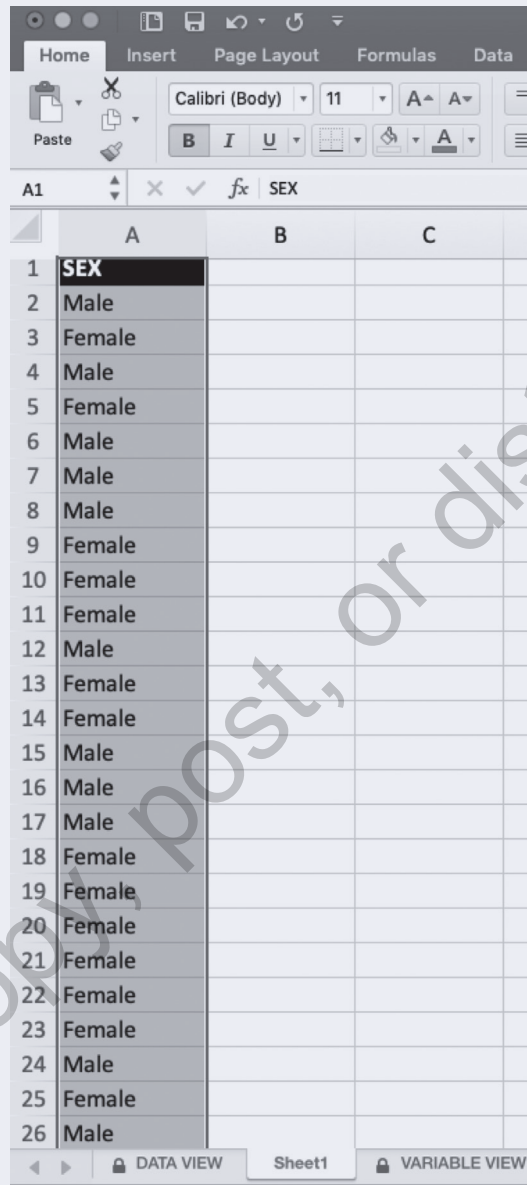 Home Insert Page Layout Formulas Data
Calibri (Body) 11 A A
Paste B I U A
A1 fx SEX
A B C
1 SEX
2 Male
3 Female
4 Male
5 Female
6 Male
7 Male
8 Male
9 Female
10 Female
11 Female
12 Male
13 Female
14 Female
15 Male
16 Male
17 Male
18 Female
19 Female
20 Female
21 Female
22 Female
23 Female
24 Male
25 Female
26 Male
DATA VIEW Sheet1 VARIABLE VIEW
post, or